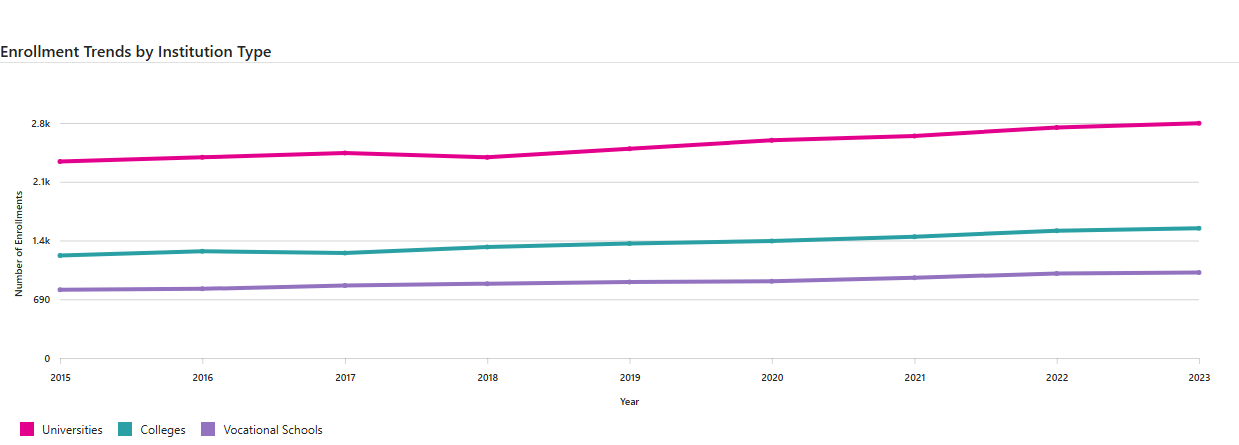 Enrollment Trends by Institution Type
2.8k
2.1k
1.4k
690
0
Number of Enrollments
2015 2016 2017 2018 2019 2020 2021 2022 2023
Year
Universities Colleges Vocational Schools